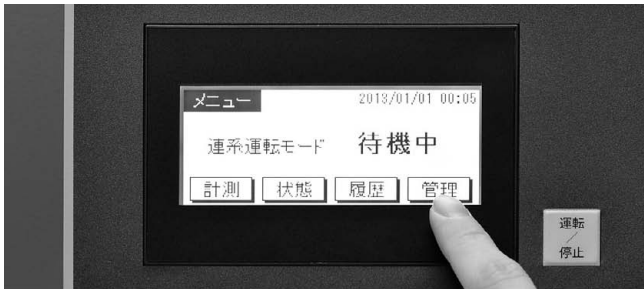 メニュー 2013/01/01 00:05
連系運転モード 待機中
計測 状態 履歴 管理
運転
/
停止